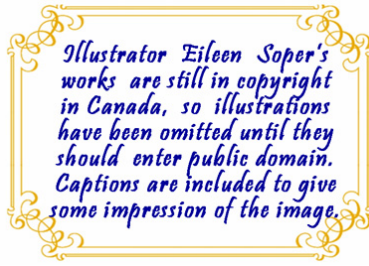 Illustrator Eileen Soper's
works are still in copyright
in Canada, so illustrations
have been omitted until they
should enter public domain.
Captions are included to give
some impression of the image.